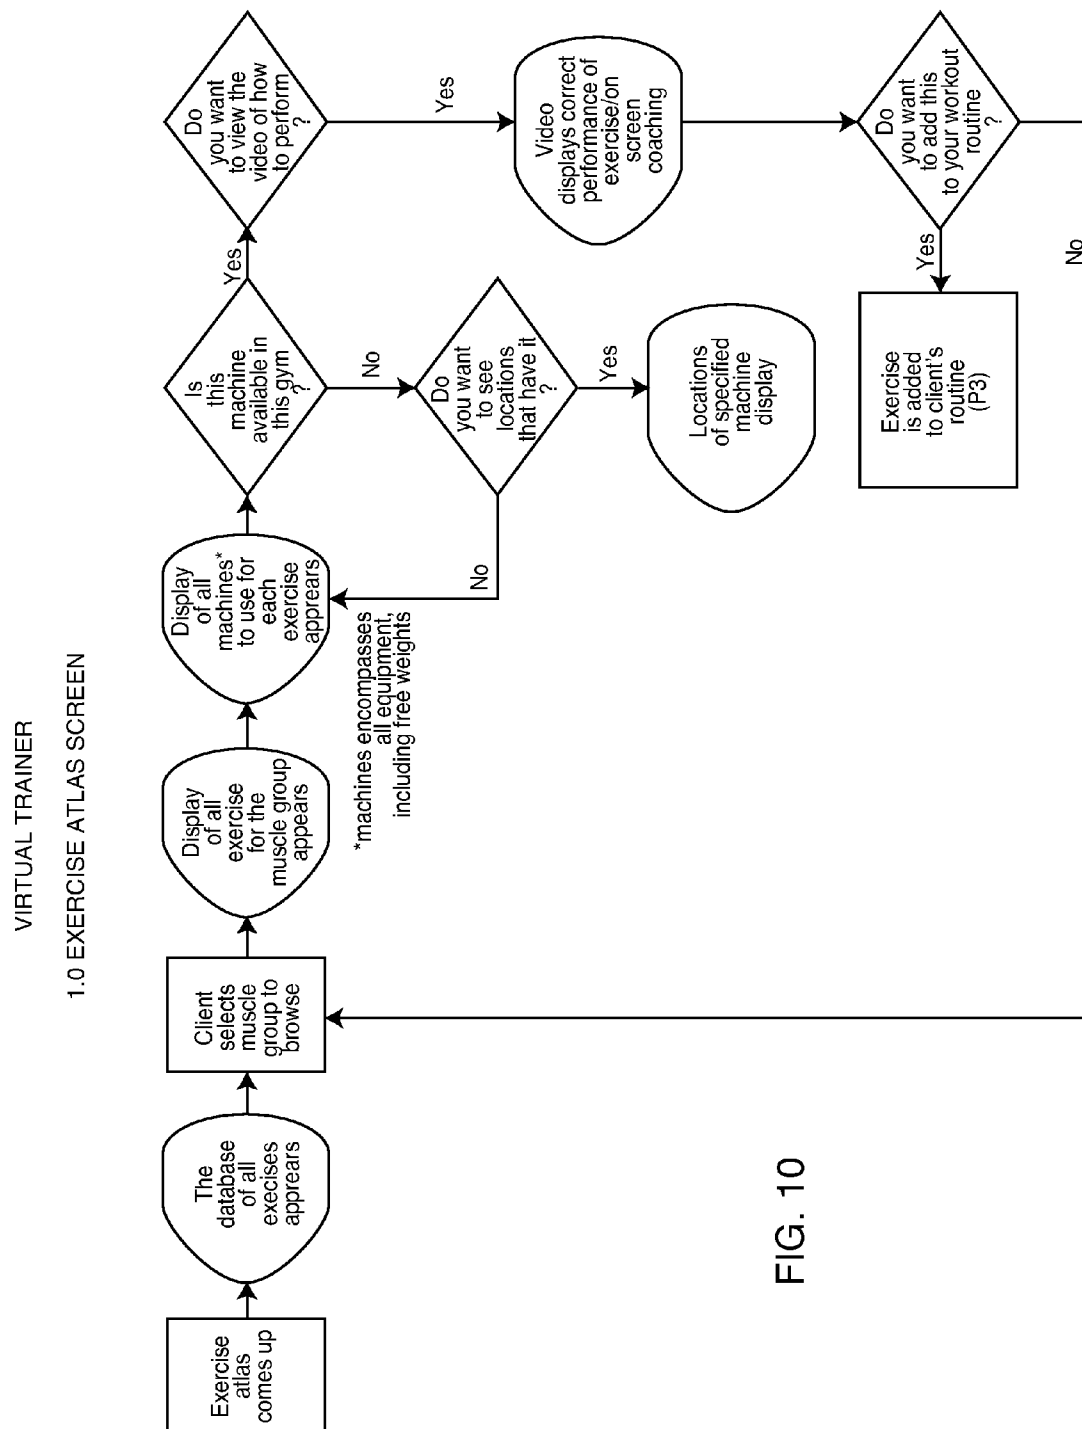 VIRTUAL TRAINER
1.0 EXERCISE ATLAS SCREEN
Exercise
atlas
comes up
The
database
of all
execises
apprears
Client
selects
muscle
group to
browse
Display
of all
exercise
for the
muscle group
appears
Display
of all
machines*
to use for
each
exercise
apprears
*machines encompasses
all equipment,
including free weights
Is
this
machine
available in
this gym
?
Yes
No
Do
you want
to see
locations
that have it
?
No
Yes
Locations
of specified
machine
display
Do
you want
to view the
video of how
to perform
?
Yes
Video
displays correct
performance of
exercise/on
screen
coaching
Do
you want
to add this
to your workout
routine
?
Yes
No
Exercise
is added
to client's
routine
(P3)
FIG. 10